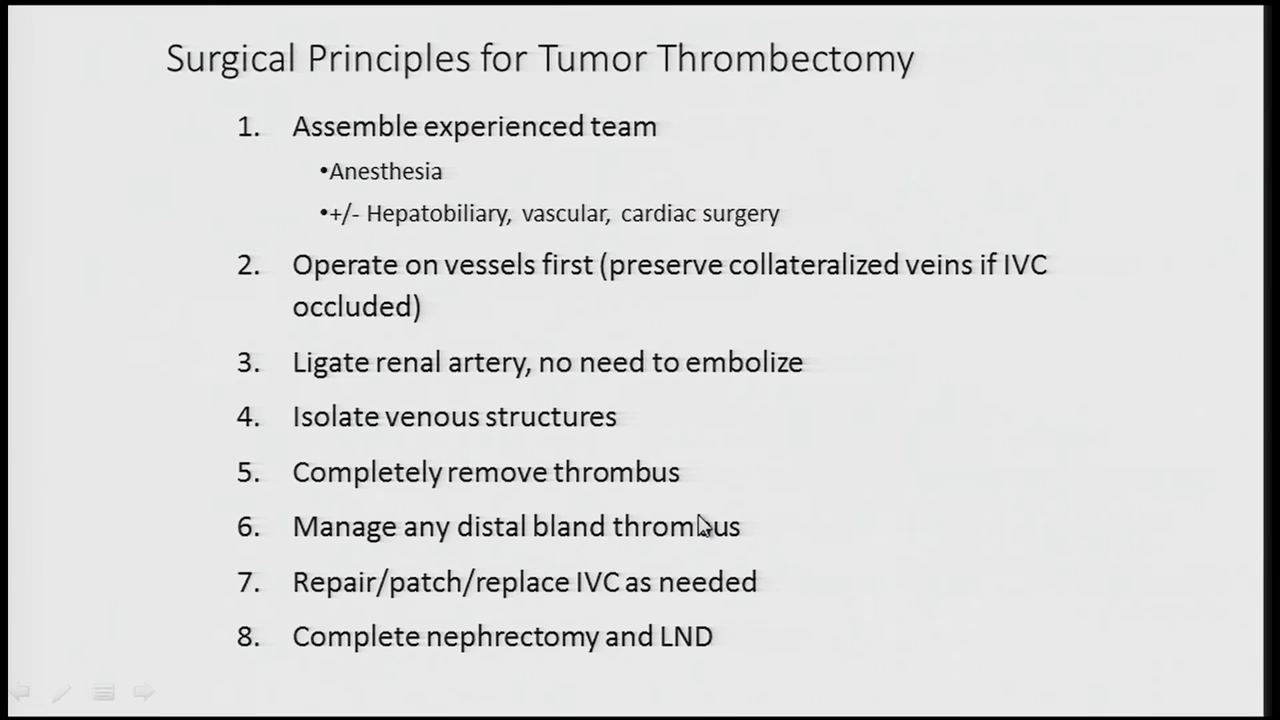 Surgical Principles for Tumor Thrombectomy
1. Assemble experienced team
•Anesthesia
•+/- Hepatobiliary, vascular, cardiac surgery
2. Operate on vessels first (preserve collateralized veins if IVC
occluded)
3. Ligate renal artery, no need to embolize
4. Isolate venous structures
5. Completely remove thrombus
6. Manage any distal bland thrombus
7. Repair/patch/replace IVC as needed
8. Complete nephrectomy and LND